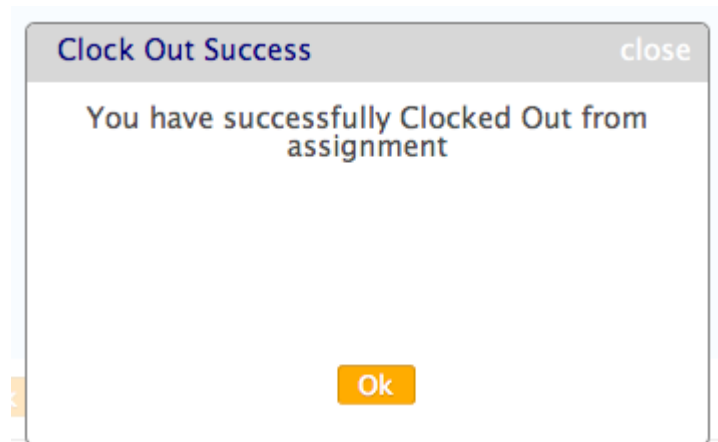 Clock Out Success
close
You have successfully Clocked Out from
assignment
Ok